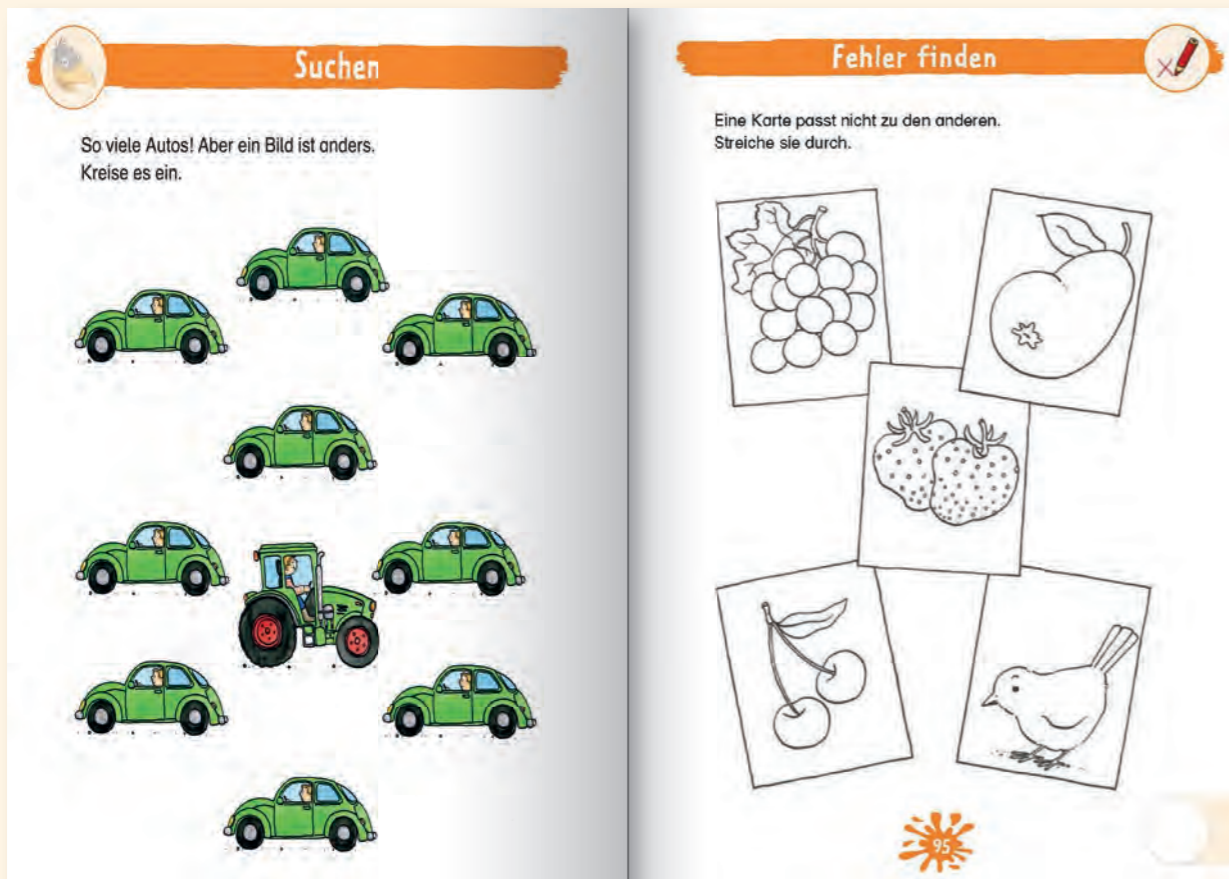 Suchen
So viele Autos! Aber ein Bild ist anders.
Kreise es ein.
Fehler finden
Eine Karte passt nicht zu den anderen.
Streiche sie durch.
95